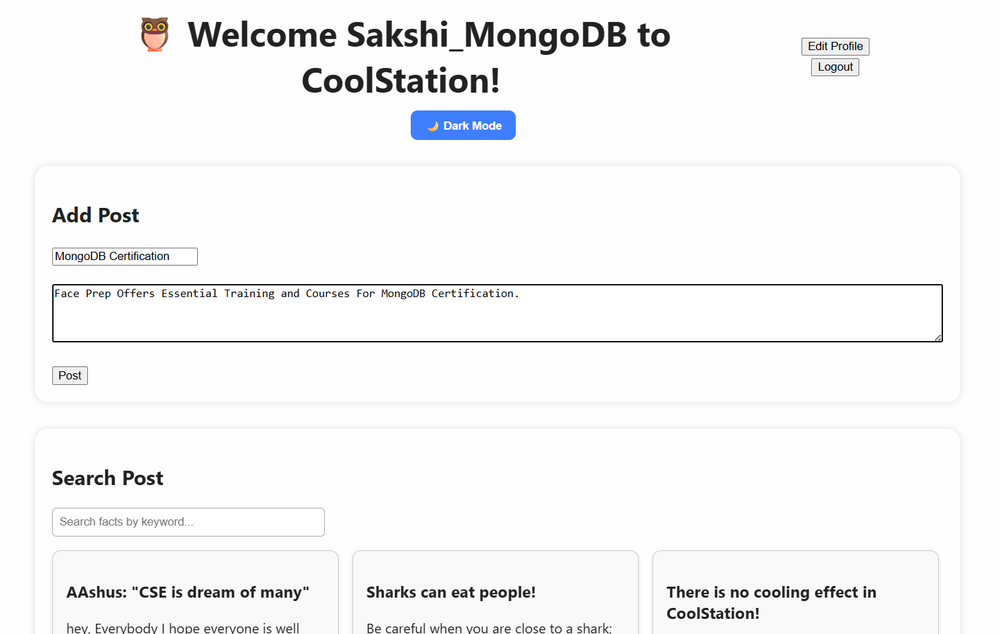 Welcome Sakshi_MongoDB to
CoolStation!
Edit Profile
Logout
Dark Mode
Add Post
MongoDB Certification
Face Prep Offers Essential Training and Courses For MongoDB Certification.
Post
Search Post
Search facts by keyword...
AAshus: "CSE is dream of many"
hey, Everybody I hope everyone is well
Sharks can eat people!
Be careful when you are close to a shark;
There is no cooling effect in
CoolStation!